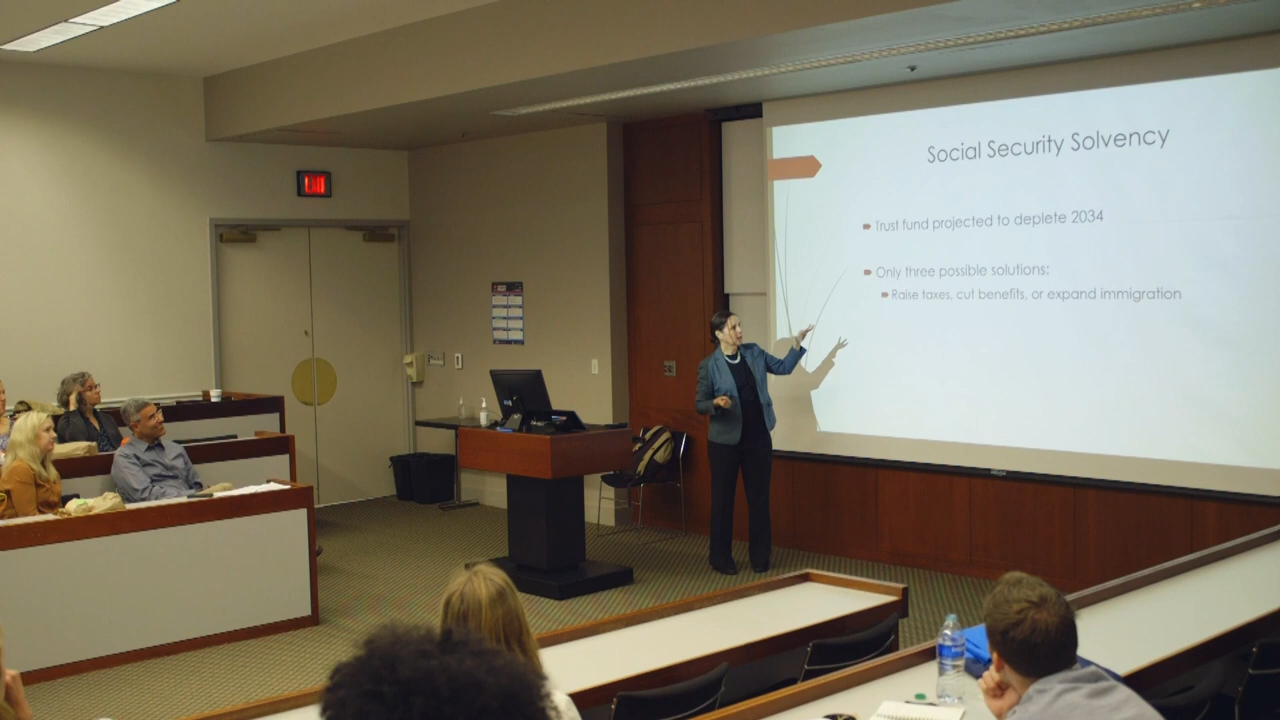 EXIT
Social Security Solvency
Trust fund projected to deplete 2034
Only three possible solutions:
Raise taxes, cut benefits, or expand immigration